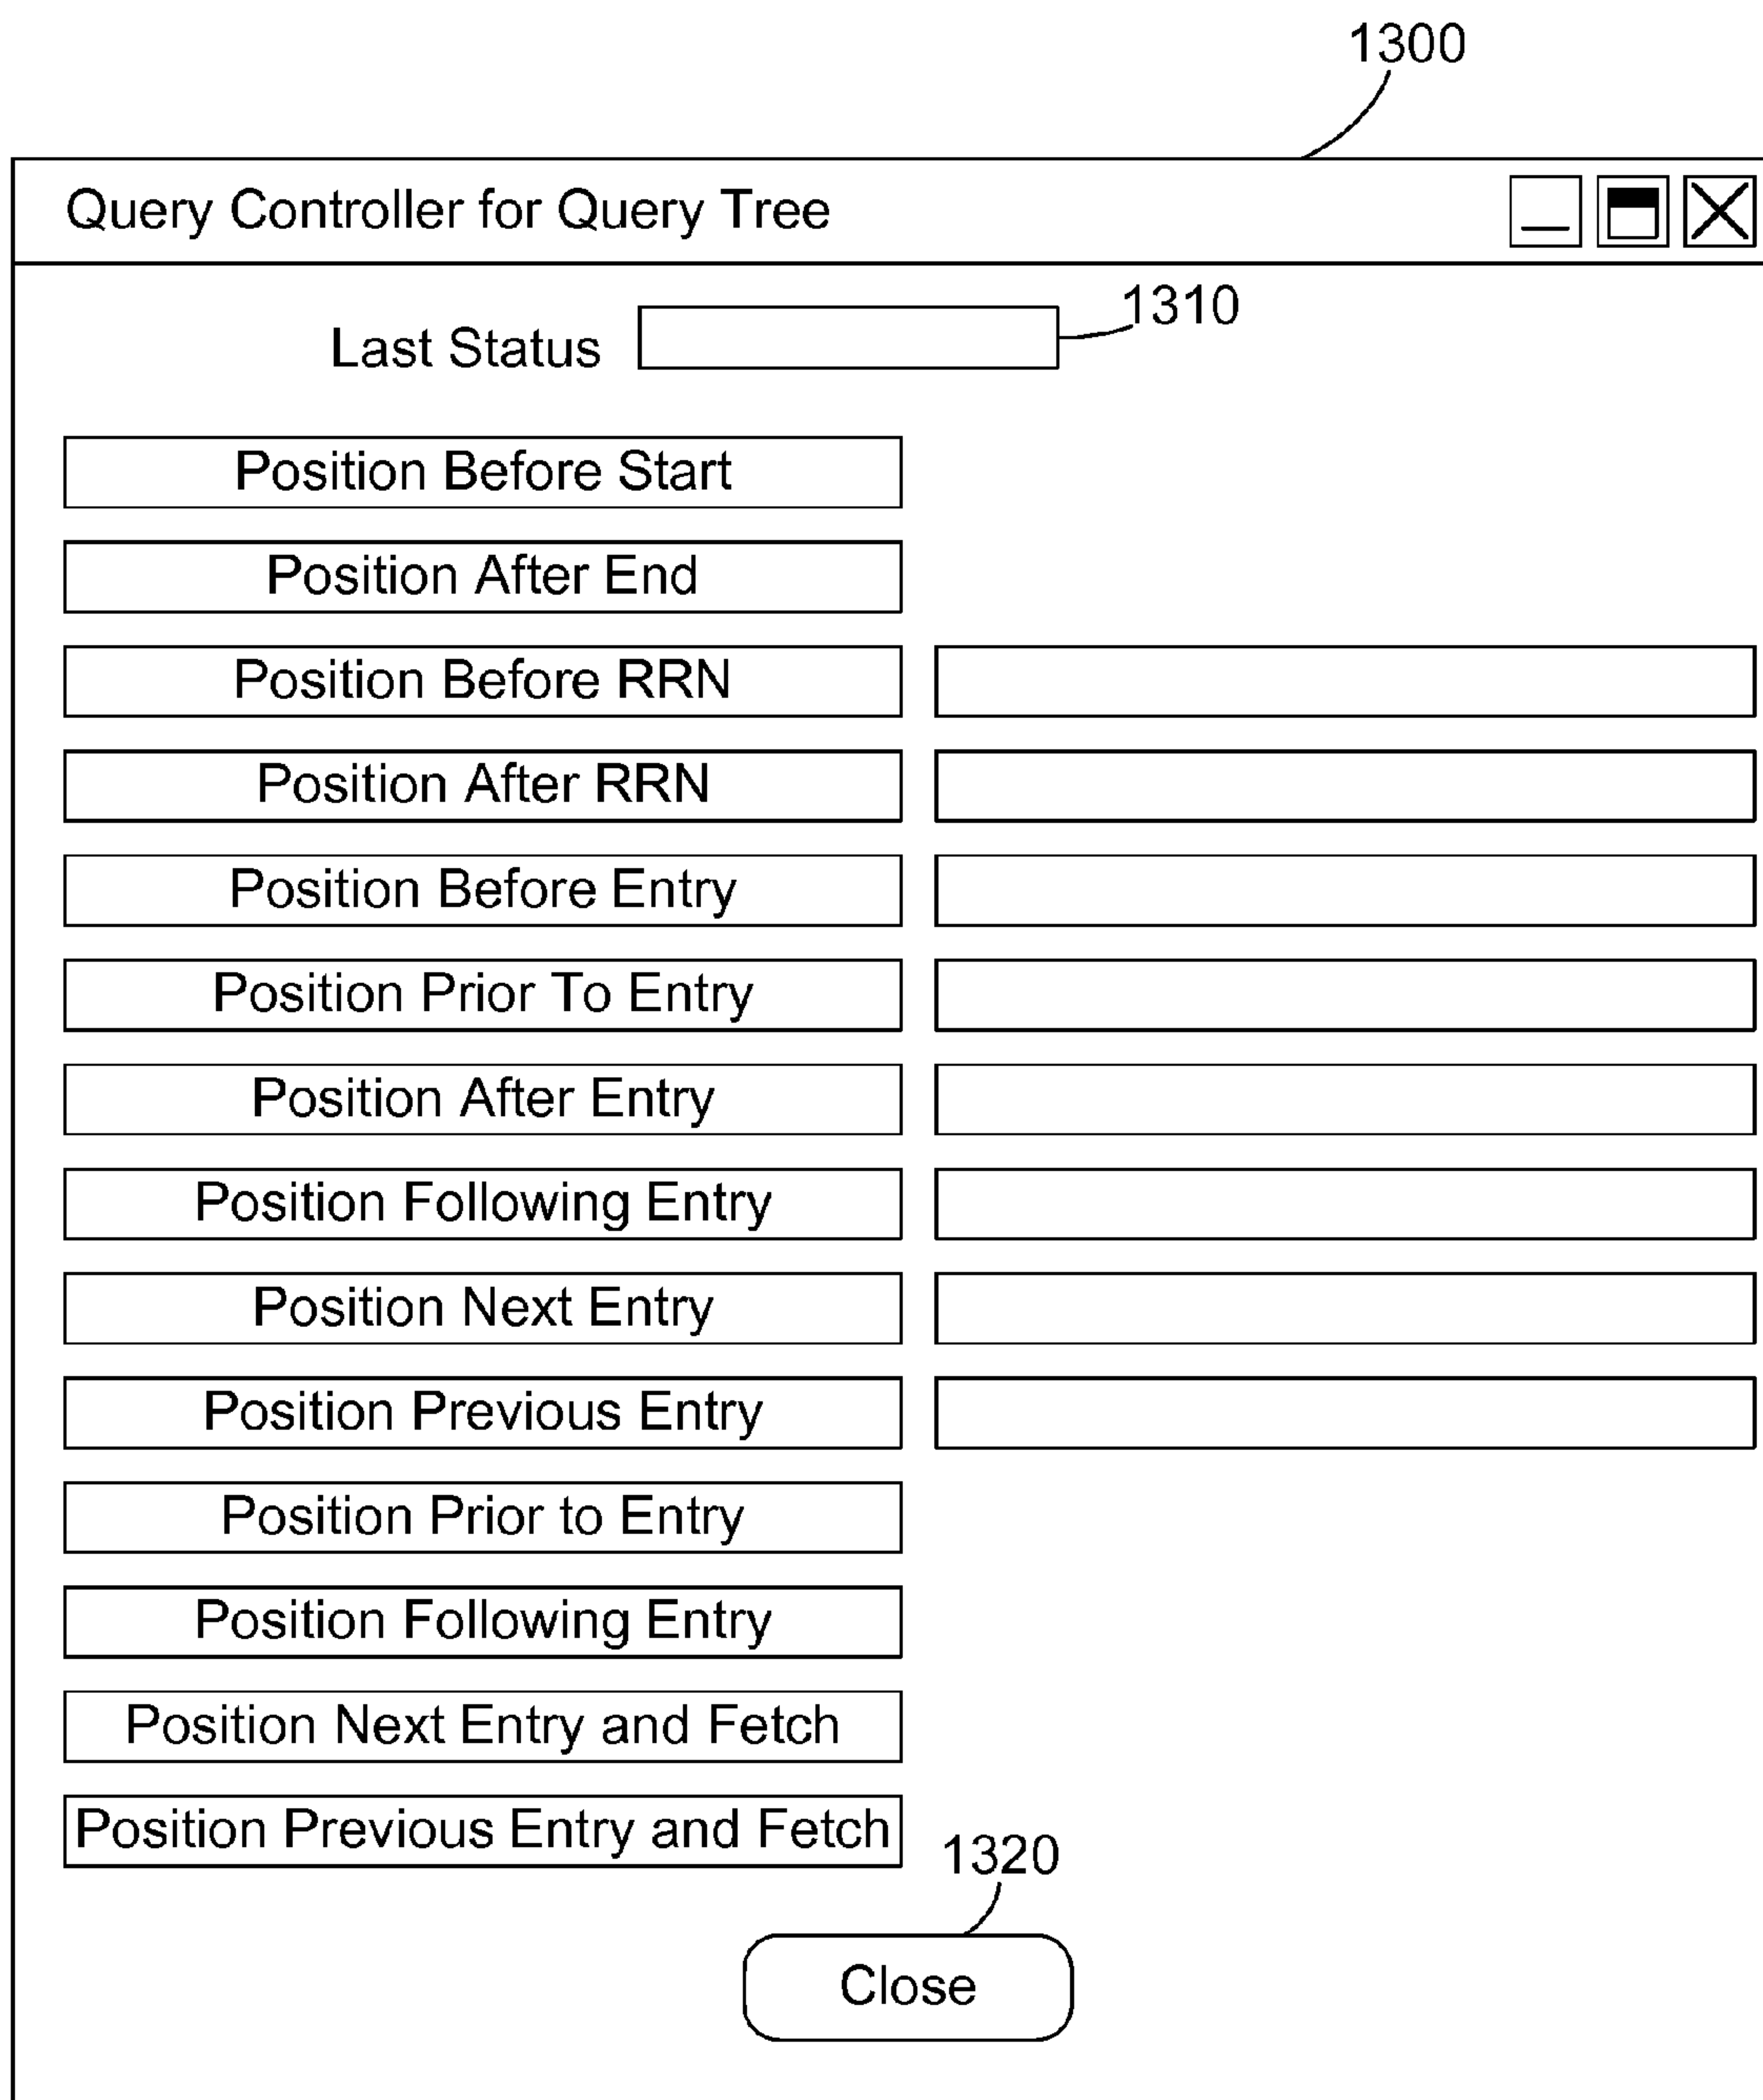 1300
Query Controller for Query Tree
Last Status
1310
Position Before Start
Position After End
Position Before RRN
Position After RRN
Position Before Entry
Position Prior To Entry
Position After Entry
Position Following Entry
Position Next Entry
Position Previous Entry
Position Prior to Entry
Position Following Entry
Position Next Entry and Fetch
Position Previous Entry and Fetch
1320
Close